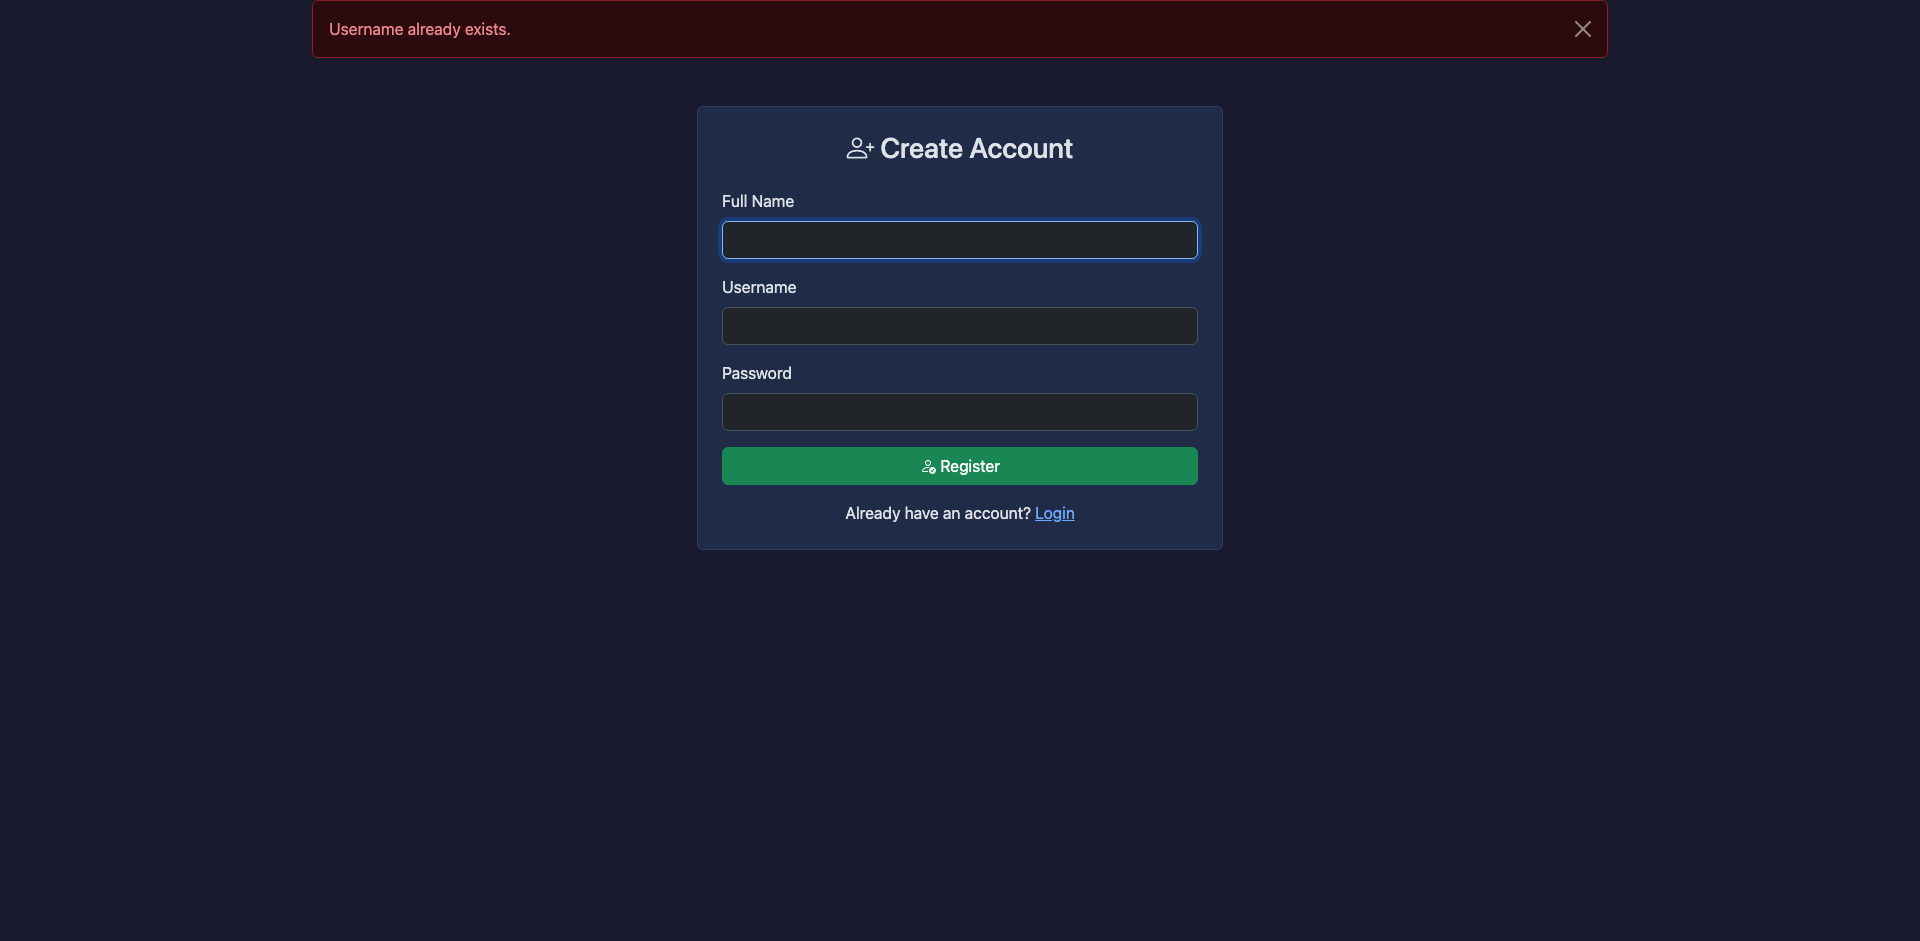 Username already exists.
Create Account
Full Name
Username
Password
Register
Already have an account? Login